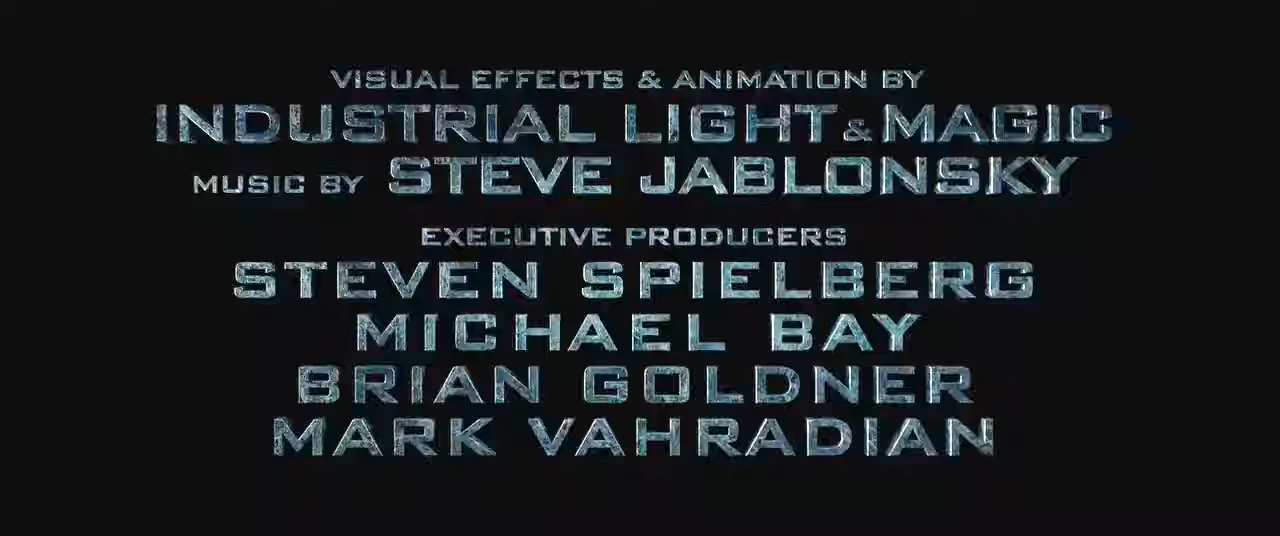 VISUAL EFFECTS & ANIMATION BY
INDUSTRIAL LIGHT & MAGIC
MUSIC BY STEVE JABLONSKY
EXECUTIVE PRODUCERS
STEVEN SPIELBERG
MICHAEL BAY
BRIAN GOLDNER
MARK VAHRADIAN